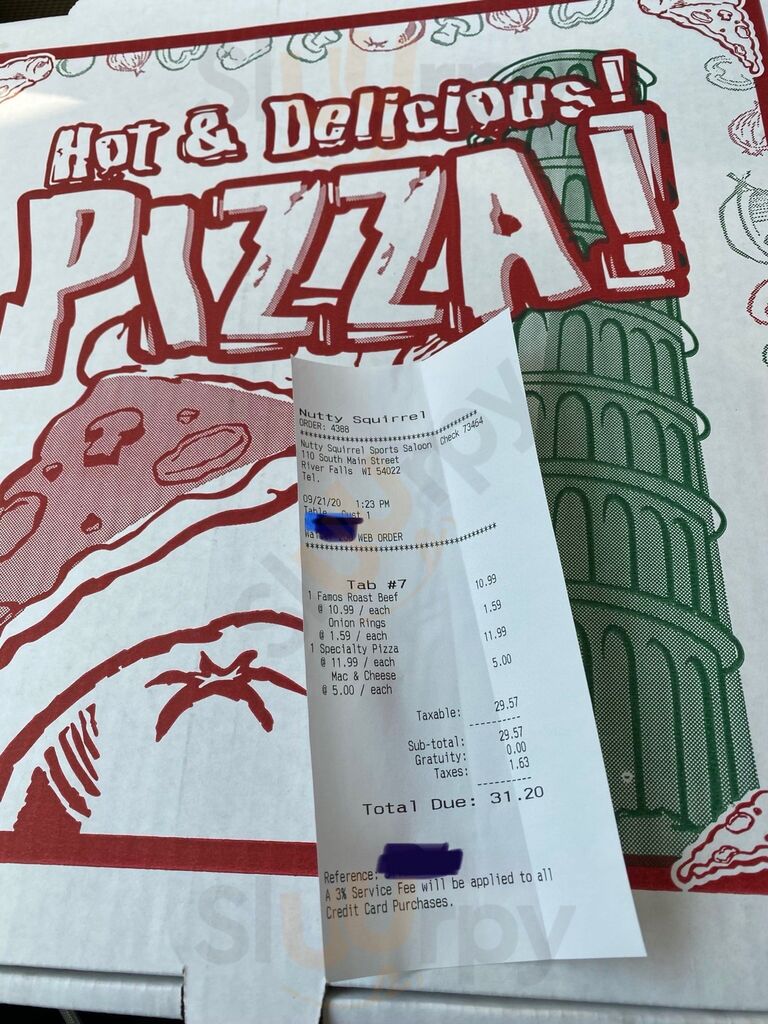 Hot & Delicious!
PIZZA!
Nutty Squirrel
ORDER: 4388
************************************
Nutty Squirrel Sports Saloon Check 73464
110 South Main Street
River Falls WI 54022
Tel.
09/21/20 1:23 PM
Table Cust 1
WEB ORDER
************************************
Tab #7
1 Famos Roast Beef 10.99
@ 10.99 / each
Onion Rings 1.59
@ 1.59 / each
1 Specialty Pizza 11.99
@ 11.99 / each
Mac & Cheese 5.00
@ 5.00 / each
Taxable: 29.57
-----------
Sub-total: 29.57
Gratuity: 0.00
Taxes: 1.63
-----------
Total Due: 31.20
Reference:
A 3% Service Fee will be applied to all
Credit Card Purchases.
Sluurpy